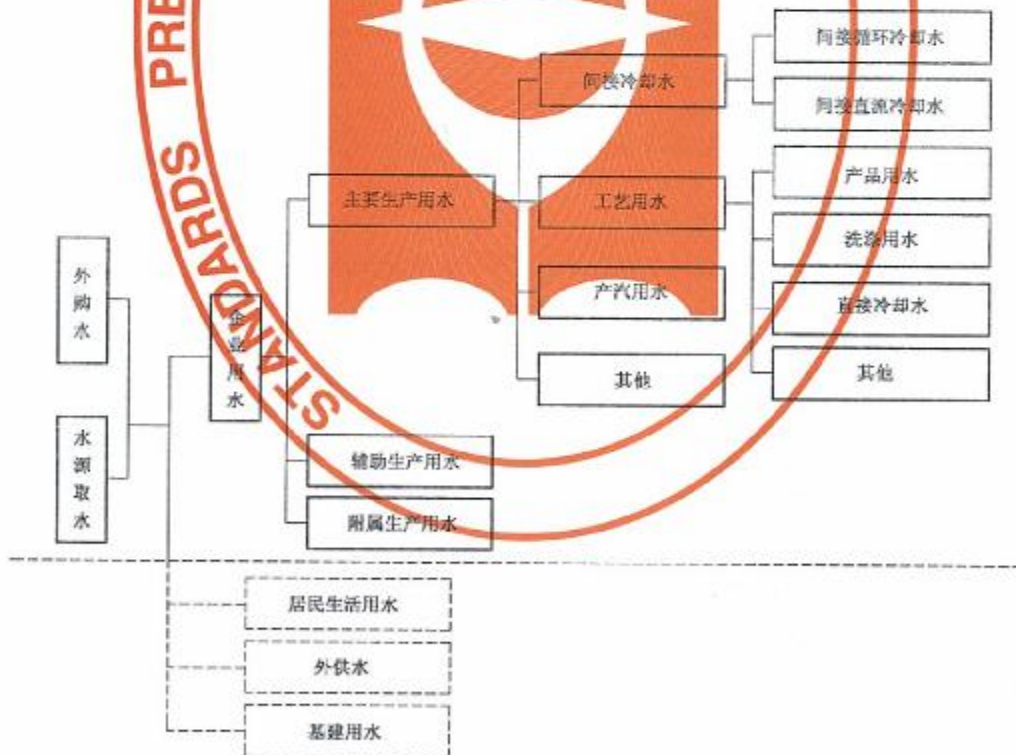 间接循环冷却水
间接冷却水
间接直流冷却水
产品用水
主要生产用水
工艺用水
洗涤用水
外购水
产汽用水
直接冷却水
企业用水
其他
其他
水源取水
辅助生产用水
附属生产用水
居民生活用水
外供水
基建用水
STANDARDS PRE